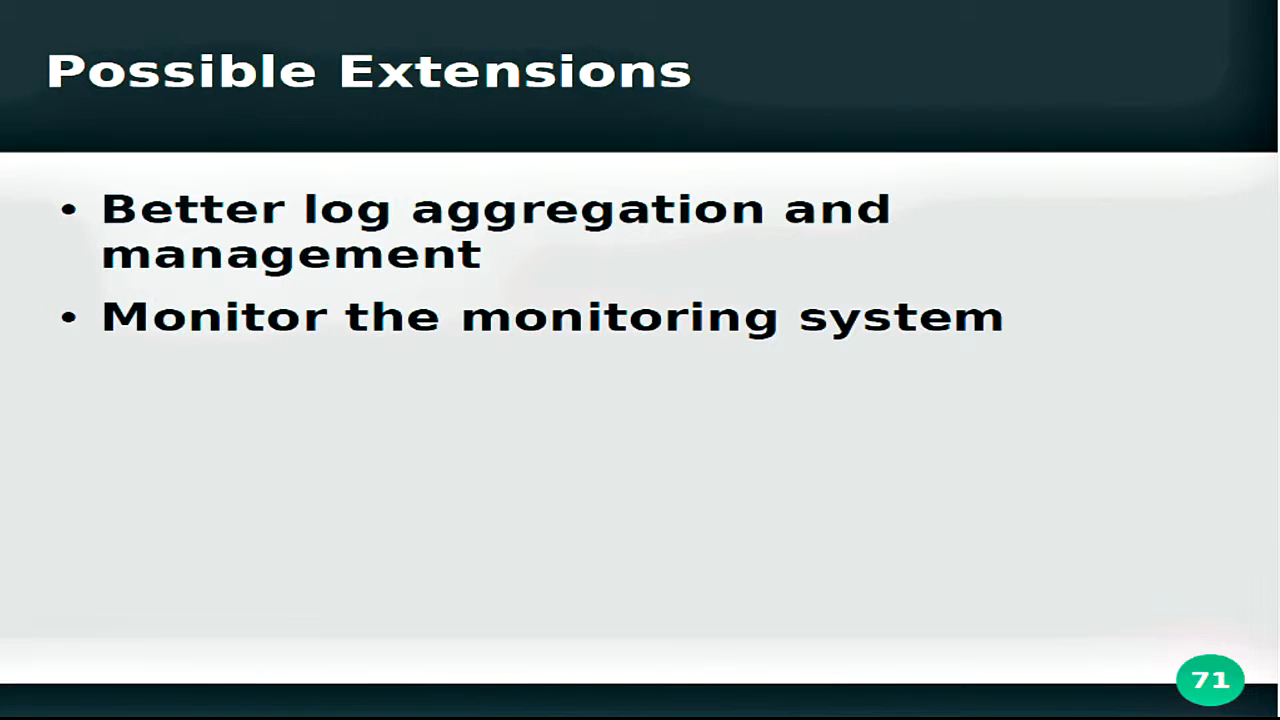 Possible Extensions
• Better log aggregation and
management
• Monitor the monitoring system
71